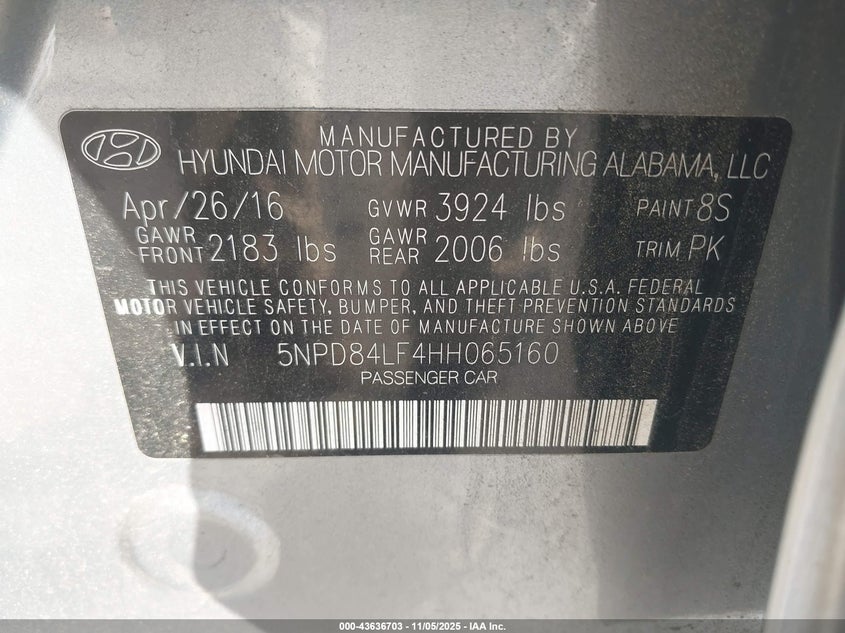 MANUFACTURED BY
HYUNDAI MOTOR MANUFACTURING ALABAMA, LLC
Apr/26/16 GVWR 3924 lbs PAINT 8S
GAWR FRONT 2183 lbs GAWR REAR 2006 lbs TRIM PK
THIS VEHICLE CONFORMS TO ALL APPLICABLE U.S.A. FEDERAL
MOTOR VEHICLE SAFETY, BUMPER, AND THEFT PREVENTION STANDARDS
IN EFFECT ON THE DATE OF MANUFACTURE SHOWN ABOVE
V.I.N 5NPD84LF4HH065160
PASSENGER CAR
000-43636703 - 11/05/2025 - IAA Inc.